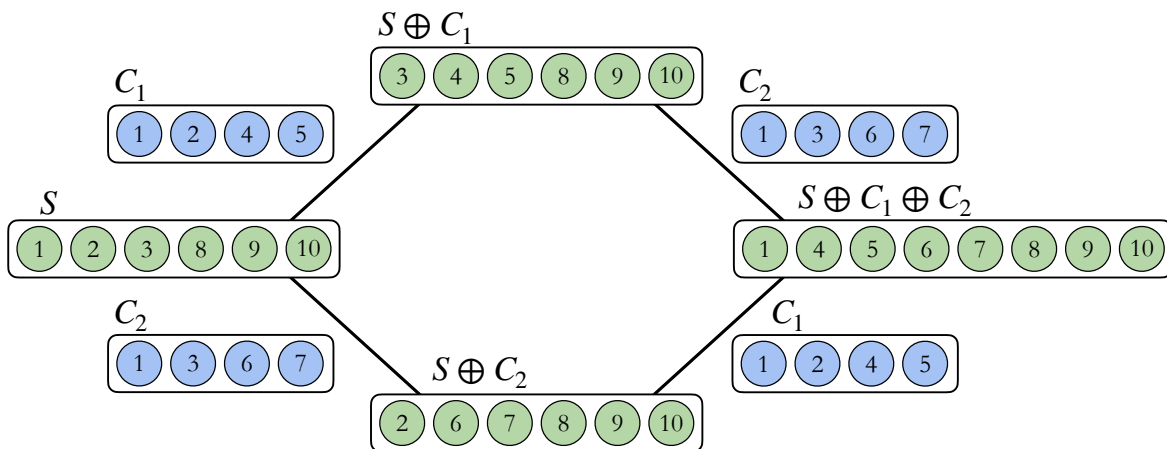 S ⊕ C₁
3 4 5 8 9 10
C₁
1 2 4 5
C₂
1 3 6 7
S
1 2 3 8 9 10
S ⊕ C₁ ⊕ C₂
1 4 5 6 7 8 9 10
C₂
1 3 6 7
C₁
1 2 4 5
S ⊕ C₂
2 6 7 8 9 10